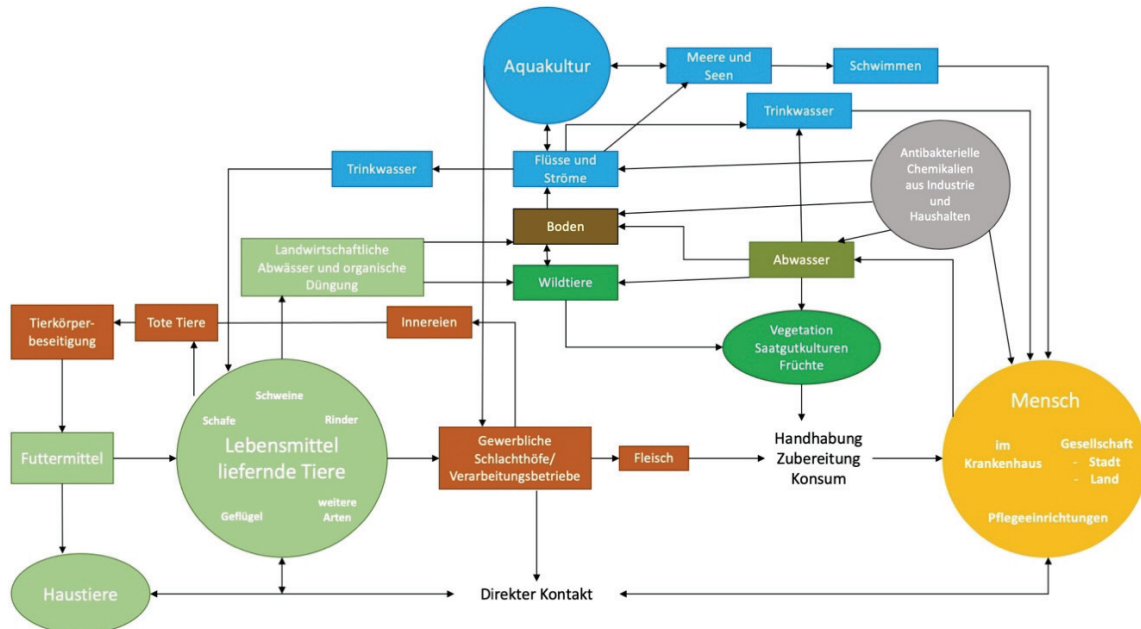 Aquakultur
Meere und
Seen
Schwimmen
Trinkwasser
Antibakterielle
Chemikalien
aus Industrie
und
Haushalten
Trinkwasser
Flüsse und
Ströme
Boden
Landwirtschaftliche
Abwässer und organische
Düngung
Abwasser
Wildtiere
Tierkörper-
beseitigung
Tote Tiere
Innereien
Vegetation
Saatgutkulturen
Früchte
Schweine
Schafe
Rinder
Lebensmittel
liefernde Tiere
Geflügel
weitere
Arten
Futtermittel
Gewerbliche
Schlachthöfe/
Verarbeitungsbetriebe
Fleisch
Handhabung
Zubereitung
Konsum
Mensch
im
Krankenhaus
Gesellschaft
- Stadt
- Land
Pflegeeinrichtungen
Haustiere
Direkter Kontakt